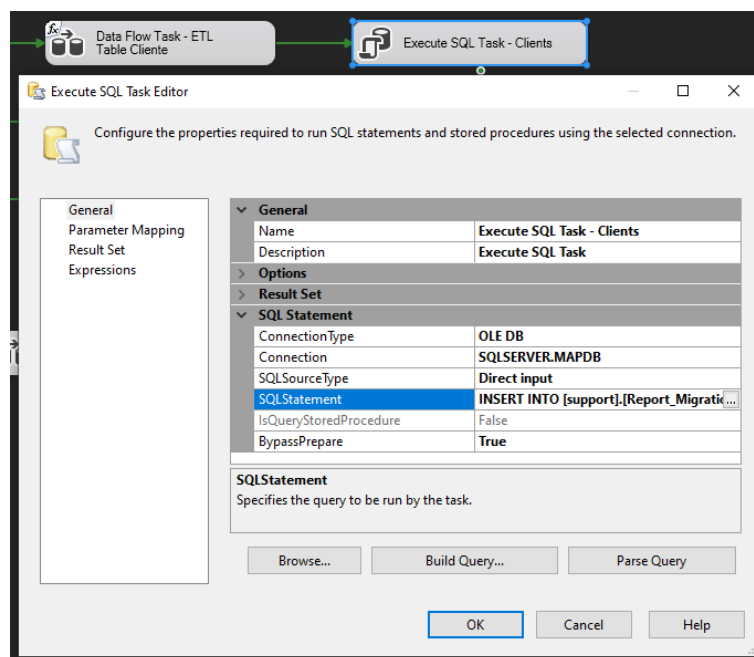 Data Flow Task - ETL
Table Cliente
Execute SQL Task - Clients
Execute SQL Task Editor
Configure the properties required to run SQL statements and stored procedures using the selected connection.
General
Parameter Mapping
Result Set
Expressions
General
Name Execute SQL Task - Clients
Description Execute SQL Task
Options
Result Set
SQL Statement
ConnectionType OLE DB
Connection SQLSERVER.MAPDB
SQLSourceType Direct input
SQLStatement INSERT INTO [support].[Report_Migratic ...
IsQueryStoredProcedure False
BypassPrepare True
SQLStatement
Specifies the query to be run by the task.
Browse... Build Query... Parse Query
OK Cancel Help